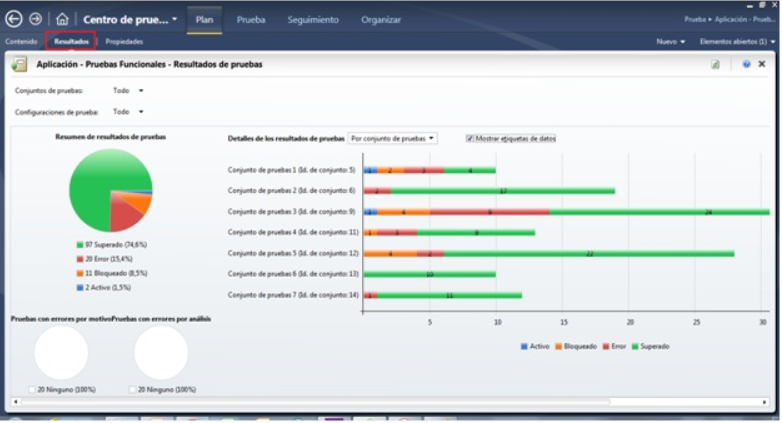 Centro de prue...
Plan
Prueba
Seguimiento
Organizar
Prueba ▸ Aplicación - Prueb...
Contenido
Resultados
Propiedades
Nuevo
Elementos abiertos (1)
Aplicación - Pruebas Funcionales - Resultados de pruebas
Conjuntos de pruebas:
Todo
Configuraciones de prueba:
Todo
Resumen de resultados de pruebas
97 Superado (74,6%)
20 Error (15,4%)
11 Bloqueado (8,5%)
2 Activo (1,5%)
Pruebas con errores por motivo
Pruebas con errores por análisis
20 Ninguno (100%)
20 Ninguno (100%)
Detalles de los resultados de pruebas
Por conjunto de pruebas
Mostrar etiquetas de datos
Conjunto de pruebas 1 (Id. de conjunto: 5)
1 2 3 4
Conjunto de pruebas 2 (Id. de conjunto: 6)
2 17
Conjunto de pruebas 3 (Id. de conjunto: 9)
1 4 9 24
Conjunto de pruebas 4 (Id. de conjunto: 11)
1 3 9
Conjunto de pruebas 5 (Id. de conjunto: 12)
4 2 22
Conjunto de pruebas 6 (Id. de conjunto: 13)
10
Conjunto de pruebas 7 (Id. de conjunto: 14)
1 11
5 10 15 20 25 30
Activo
Bloqueado
Error
Superado